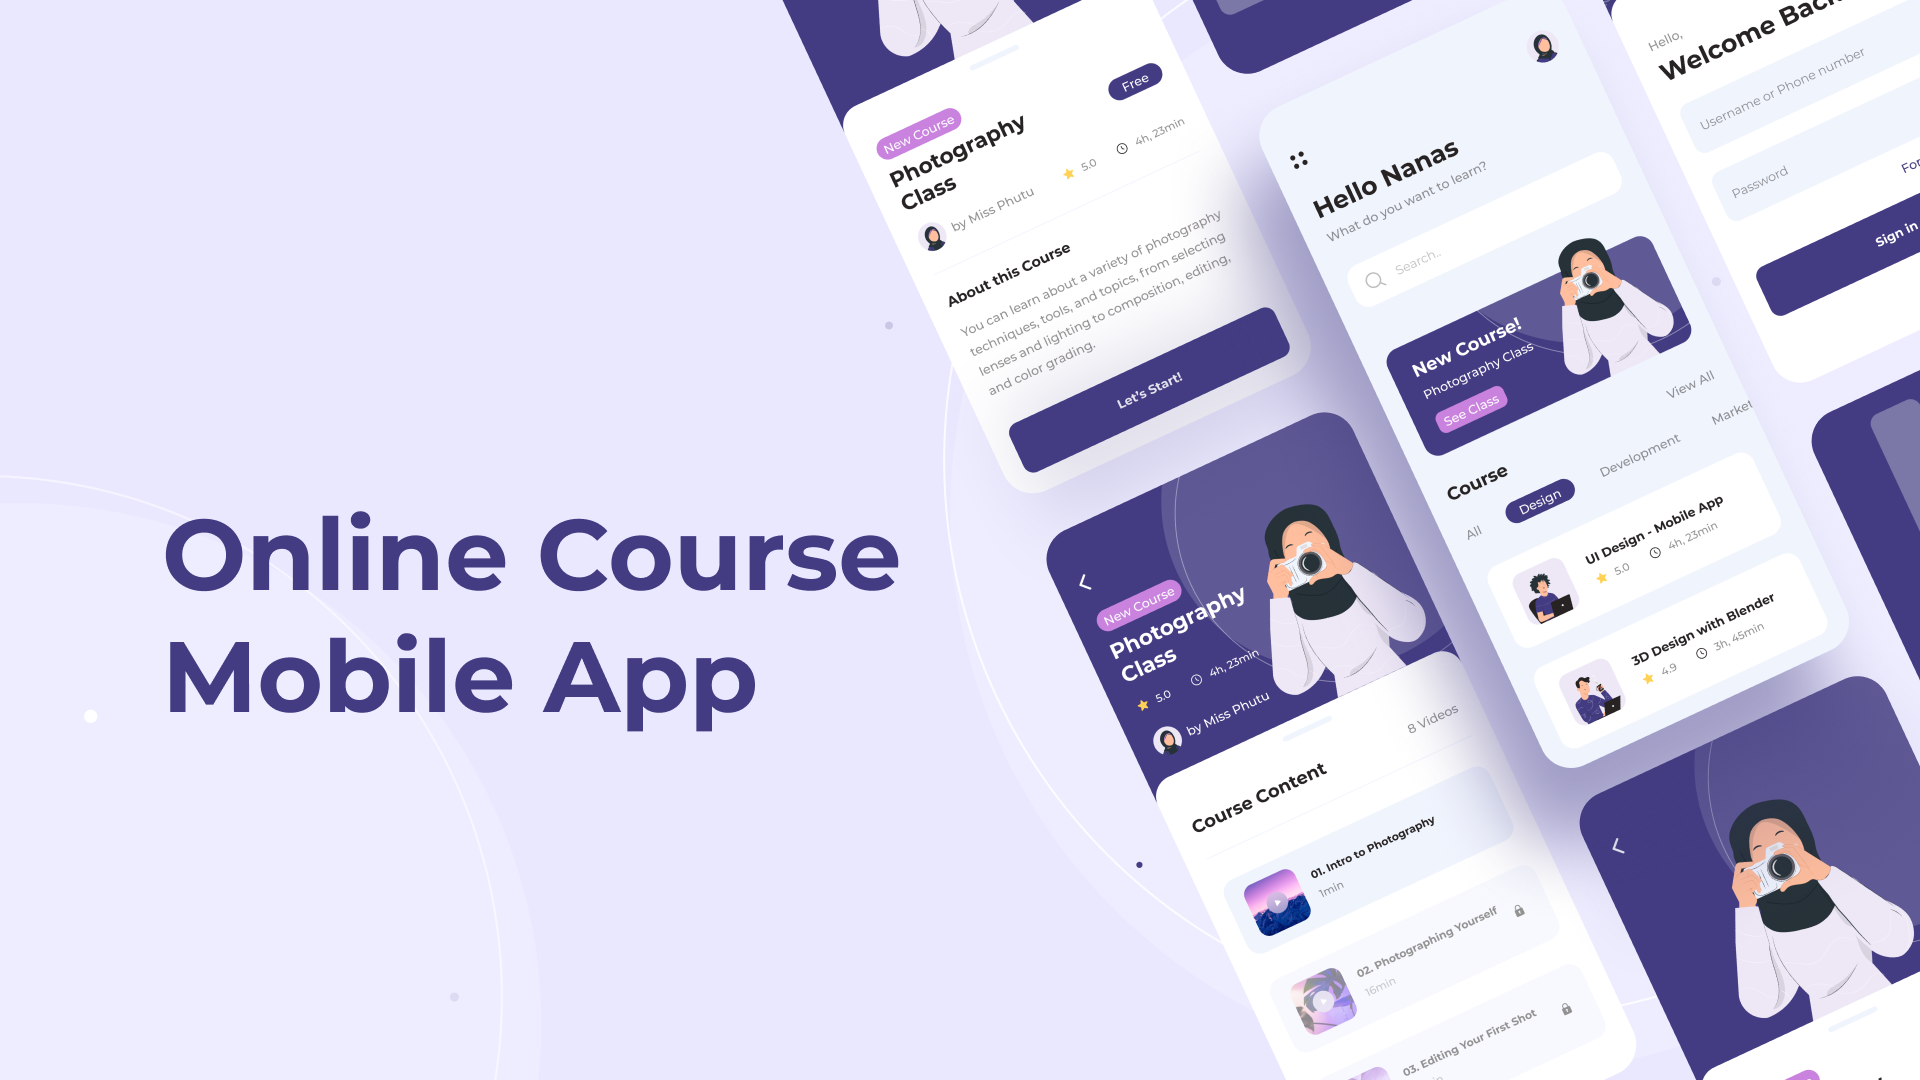 Online Course
Mobile App
New Course
Free
Photography
Class
by Miss Phutu
5.0
4h, 23min
About this Course
You can learn about a variety of photography
techniques, tools, and topics, from selecting
lenses and lighting to composition, editing,
and color grading.
Let's Start!
New Course
Photography
Class
5.0
4h, 23min
by Miss Phutu
Course Content
8 Videos
01. Intro to Photography
1min
02. Photographing Yourself
16min
03. Editing Your First Shot
Hello Nanas
What do you want to learn?
Search..
New Course!
Photography Class
See Class
Course
View All
All
Design
Development
Market
UI Design - Mobile App
5.0
4h, 23min
3D Design with Blender
4.9
3h, 45min
Hello,
Welcome Back
Username or Phone number
Password
For
Sign in